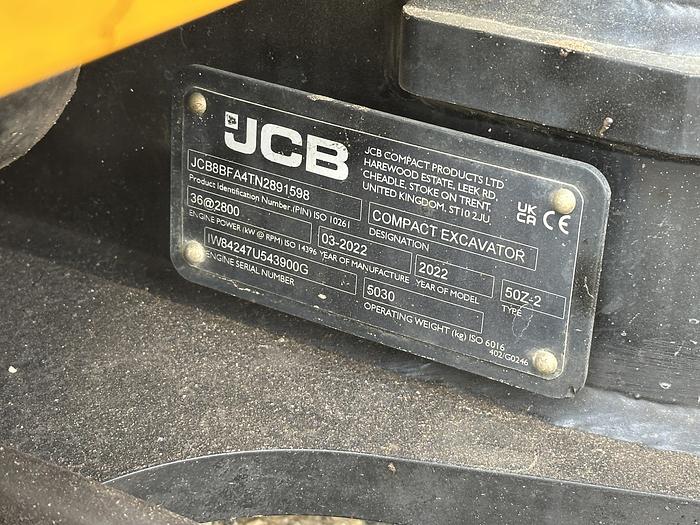 JCB
JCB COMPACT PRODUCTS LTD
HAREWOOD ESTATE, LEEK RD,
CHEADLE, STOKE ON TRENT,
UNITED KINGDOM, ST10 2JU
UK
CA CE
JCB8BFA4TN2891598
Product Identification Number (PIN) ISO 10261
COMPACT EXCAVATOR
DESIGNATION
36@2800
ENGINE POWER (kW @ RPM) ISO 14396
03-2022
YEAR OF MANUFACTURE
2022
YEAR OF MODEL
50Z-2
TYPE
IW84247U543900G
ENGINE SERIAL NUMBER
5030
OPERATING WEIGHT (kg) ISO 6016
402/G0246